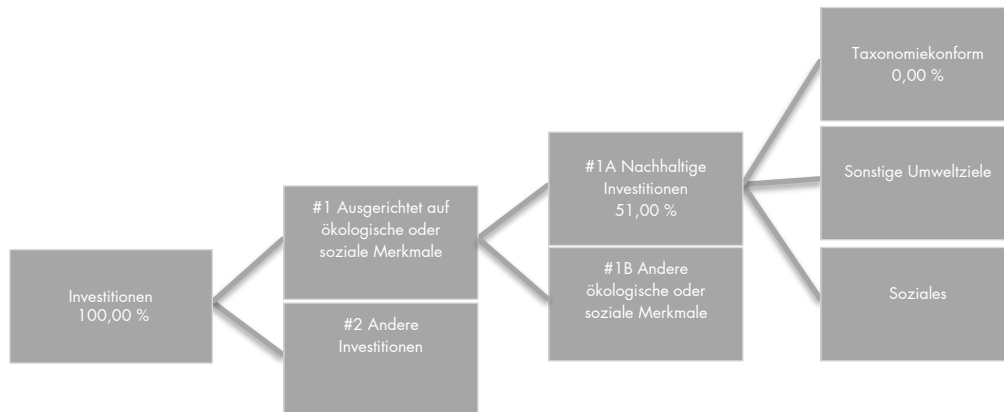 Investitionen
100,00 %
#1 Ausgerichtet auf
ökologische oder
soziale Merkmale
#2 Andere
Investitionen
#1A Nachhaltige
Investitionen
51,00 %
#1B Andere
ökologische oder
soziale Merkmale
Taxonomiekonform
0,00 %
Sonstige Umweltziele
Soziales